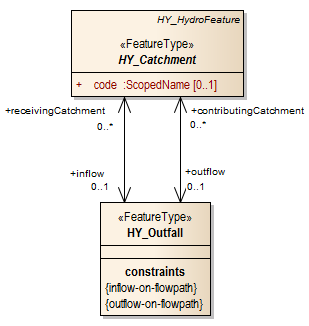 HY_HydroFeature
«FeatureType»
HY_Catchment
+ code :ScopedName [0..1]
+receivingCatchment
+contributingCatchment
0..*
0..*
+inflow
+outflow
0..1
0..1
«FeatureType»
HY_Outfall
constraints
{inflow-on-flowpath}
{outflow-on-flowpath}